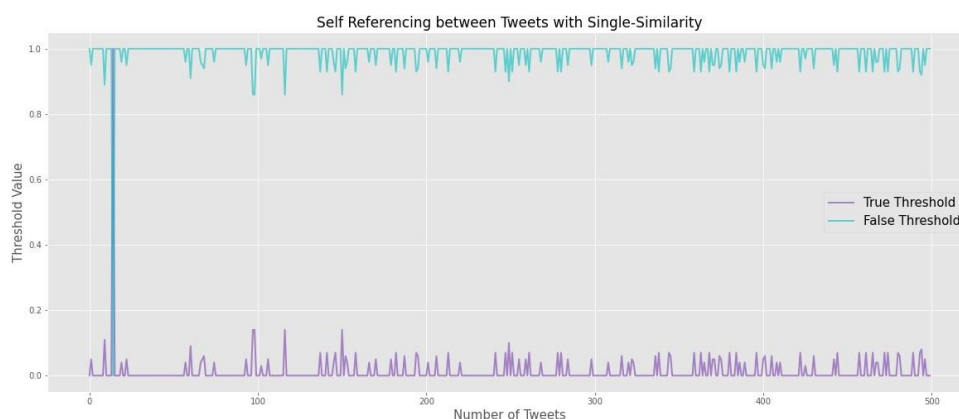 Self Referencing between Tweets with Single-Similarity
1.0
0.8
0.6
0.4
0.2
0.0
Threshold Value
True Threshold
False Threshold
0 100 200 300 400 500
Number of Tweets